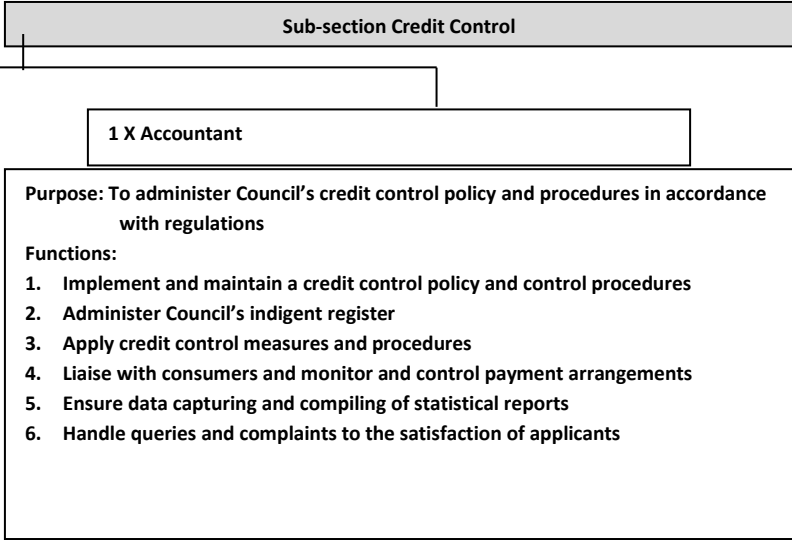 Sub-section Credit Control
1 X Accountant
Purpose: To administer Council’s credit control policy and procedures in accordance
with regulations
Functions:
1. Implement and maintain a credit control policy and control procedures
2. Administer Council’s indigent register
3. Apply credit control measures and procedures
4. Liaise with consumers and monitor and control payment arrangements
5. Ensure data capturing and compiling of statistical reports
6. Handle queries and complaints to the satisfaction of applicants